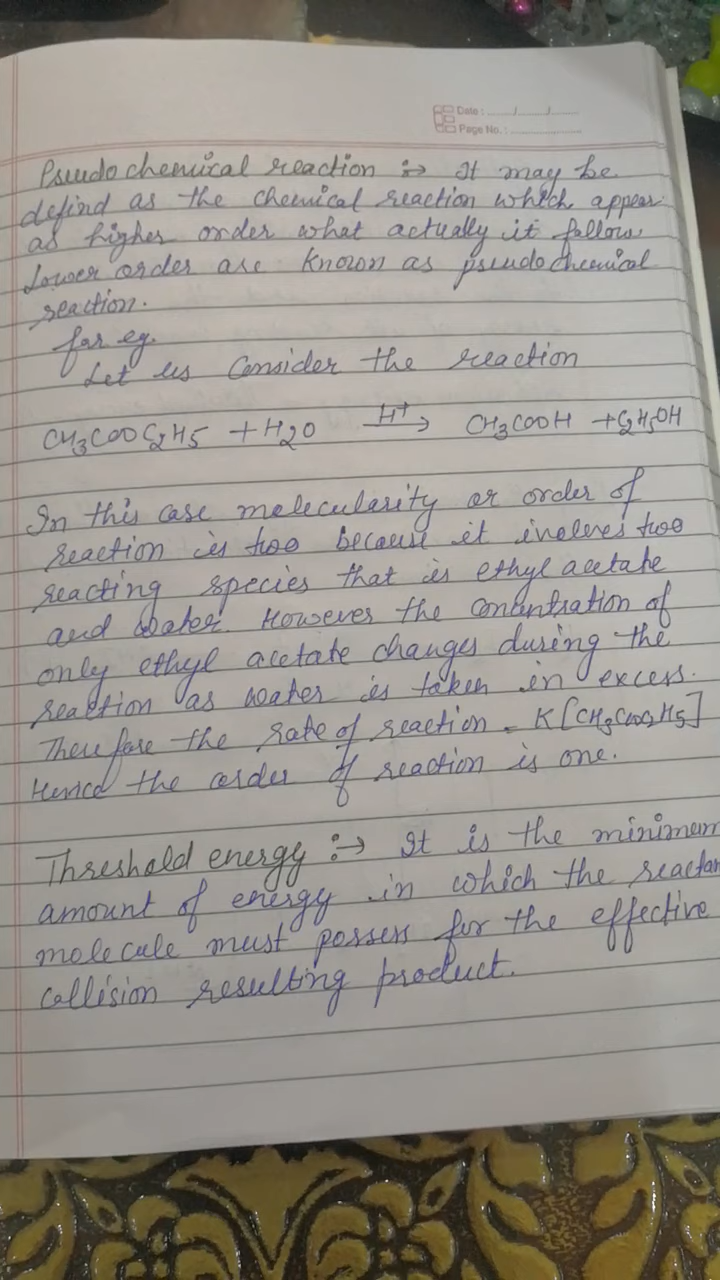 Date : ......./......../........
Page No. : ....................
Pseudo chemical reaction :→ It may be
defind as the chemical reaction which appear
as higher order what actually it follow
lower order are known as pseudo chemical
reaction.
for eg.
Let us Consider the reaction
CH3COOC2H5 + H2O H+→ CH3COOH + C2H5OH
In this case molecularity or order of
reaction is two because it involves two
reacting species that is ethyl acetate
and water. However the concentration of
only ethyl acetate changes during the
reaction as water is taken in excess.
Therefore the rate of reaction = K[CH3COOC2H5]
Hence the order of reaction is one.
Threshold energy :→ It is the minimum
amount of energy in which the reactan
molecule must possess for the effective
collision resulting product.